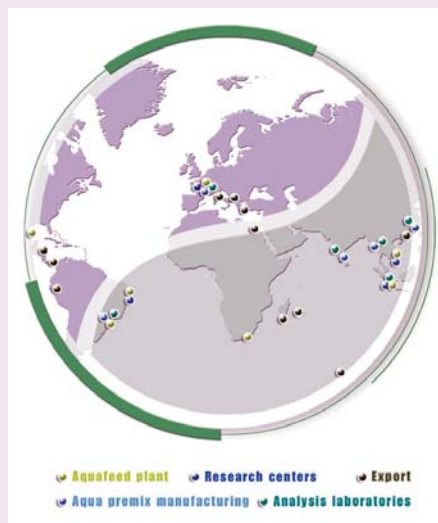 Aquafeed plant Research centers Export
Aqua premix manufacturing Analysis laboratories